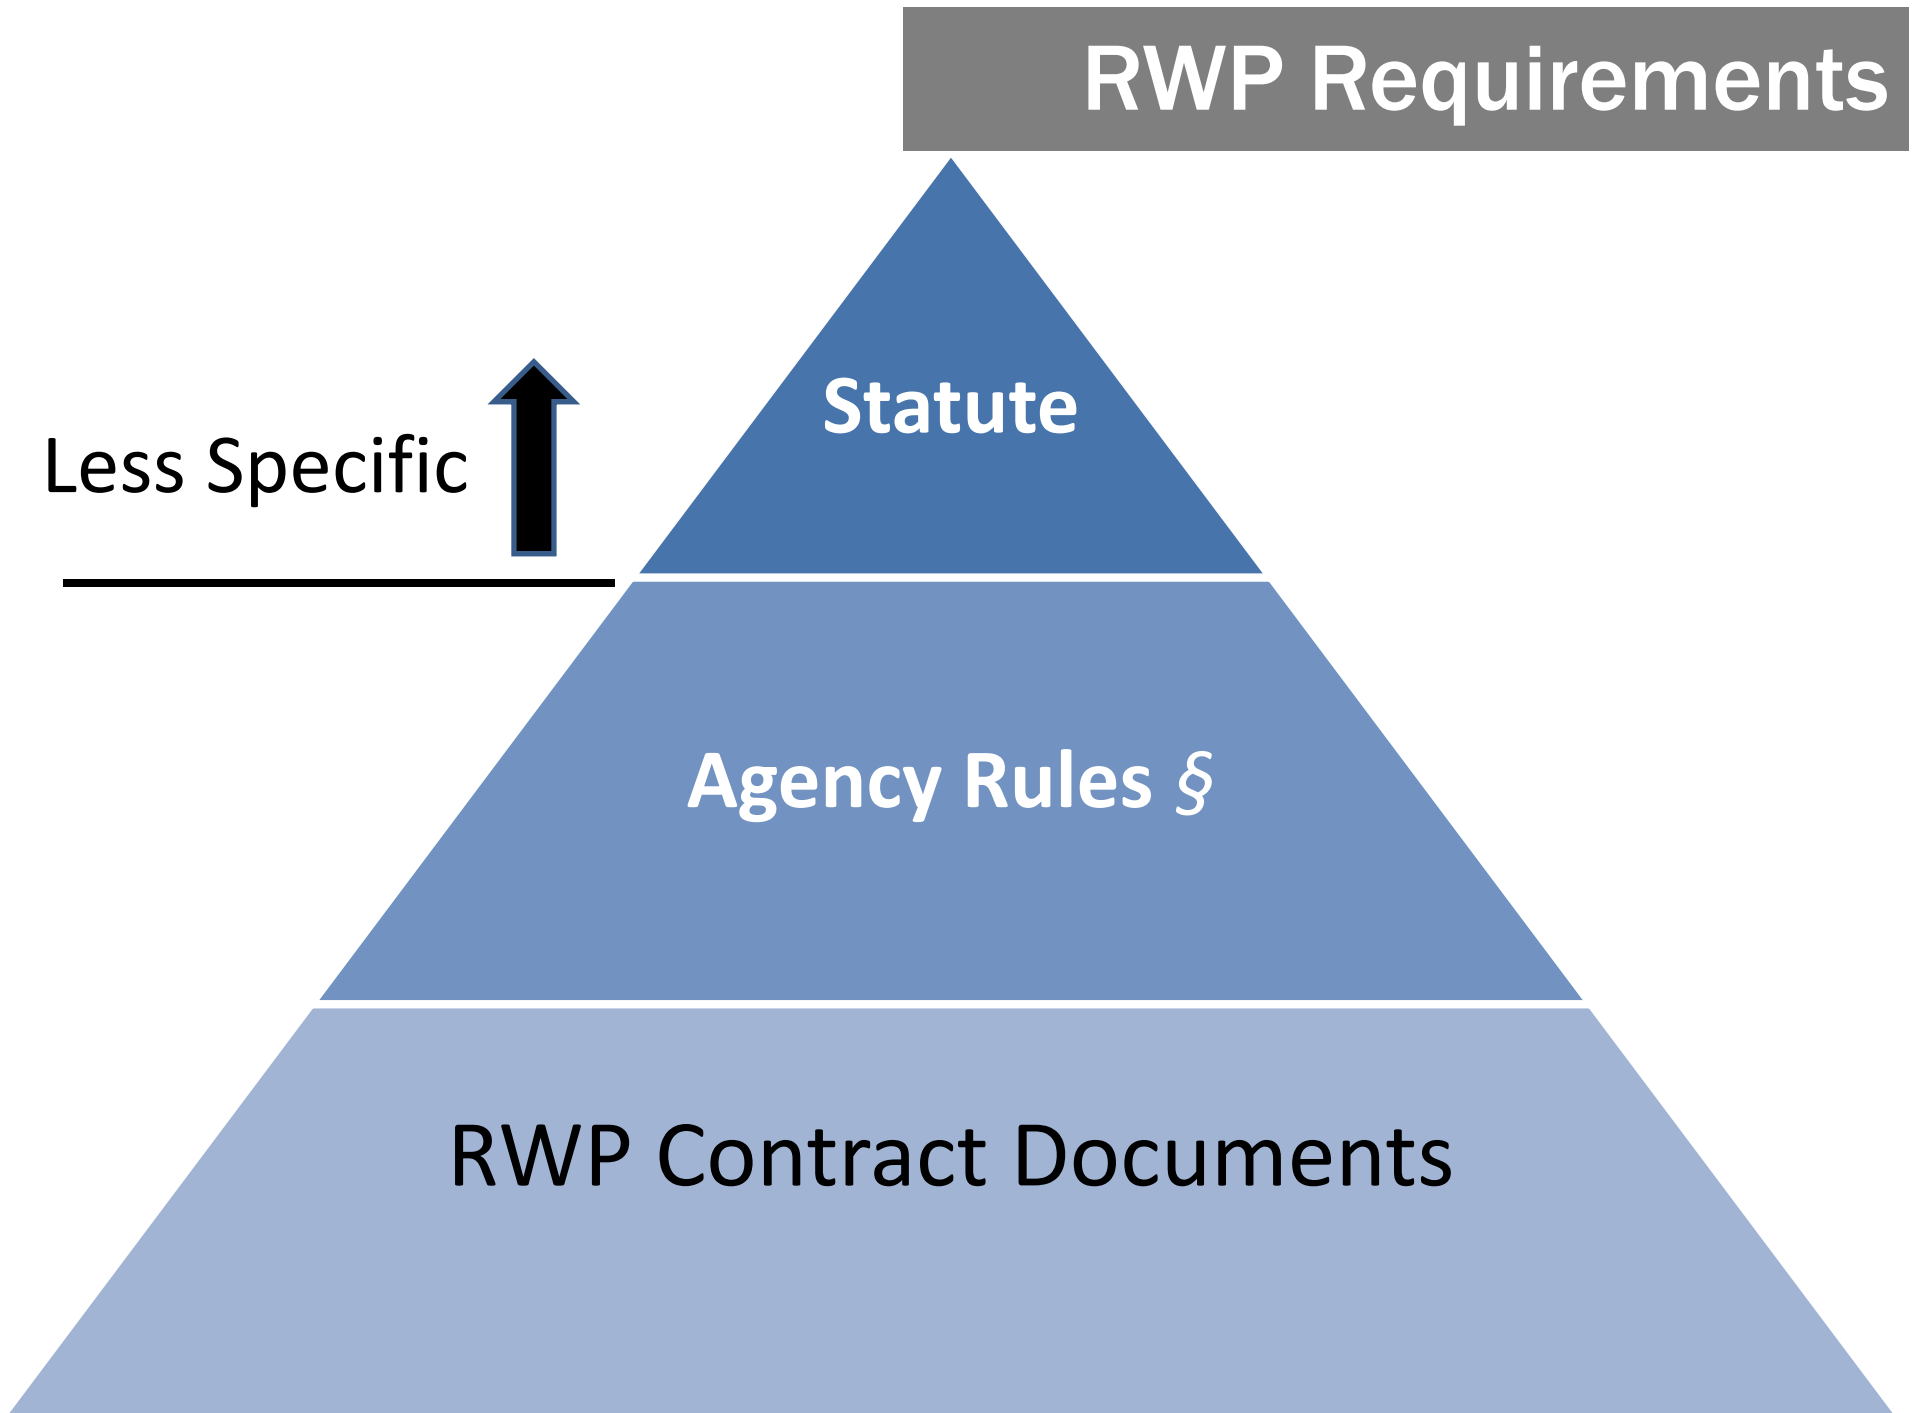 RWP Requirements
Statute
Less Specific
Agency Rules §
RWP Contract Documents